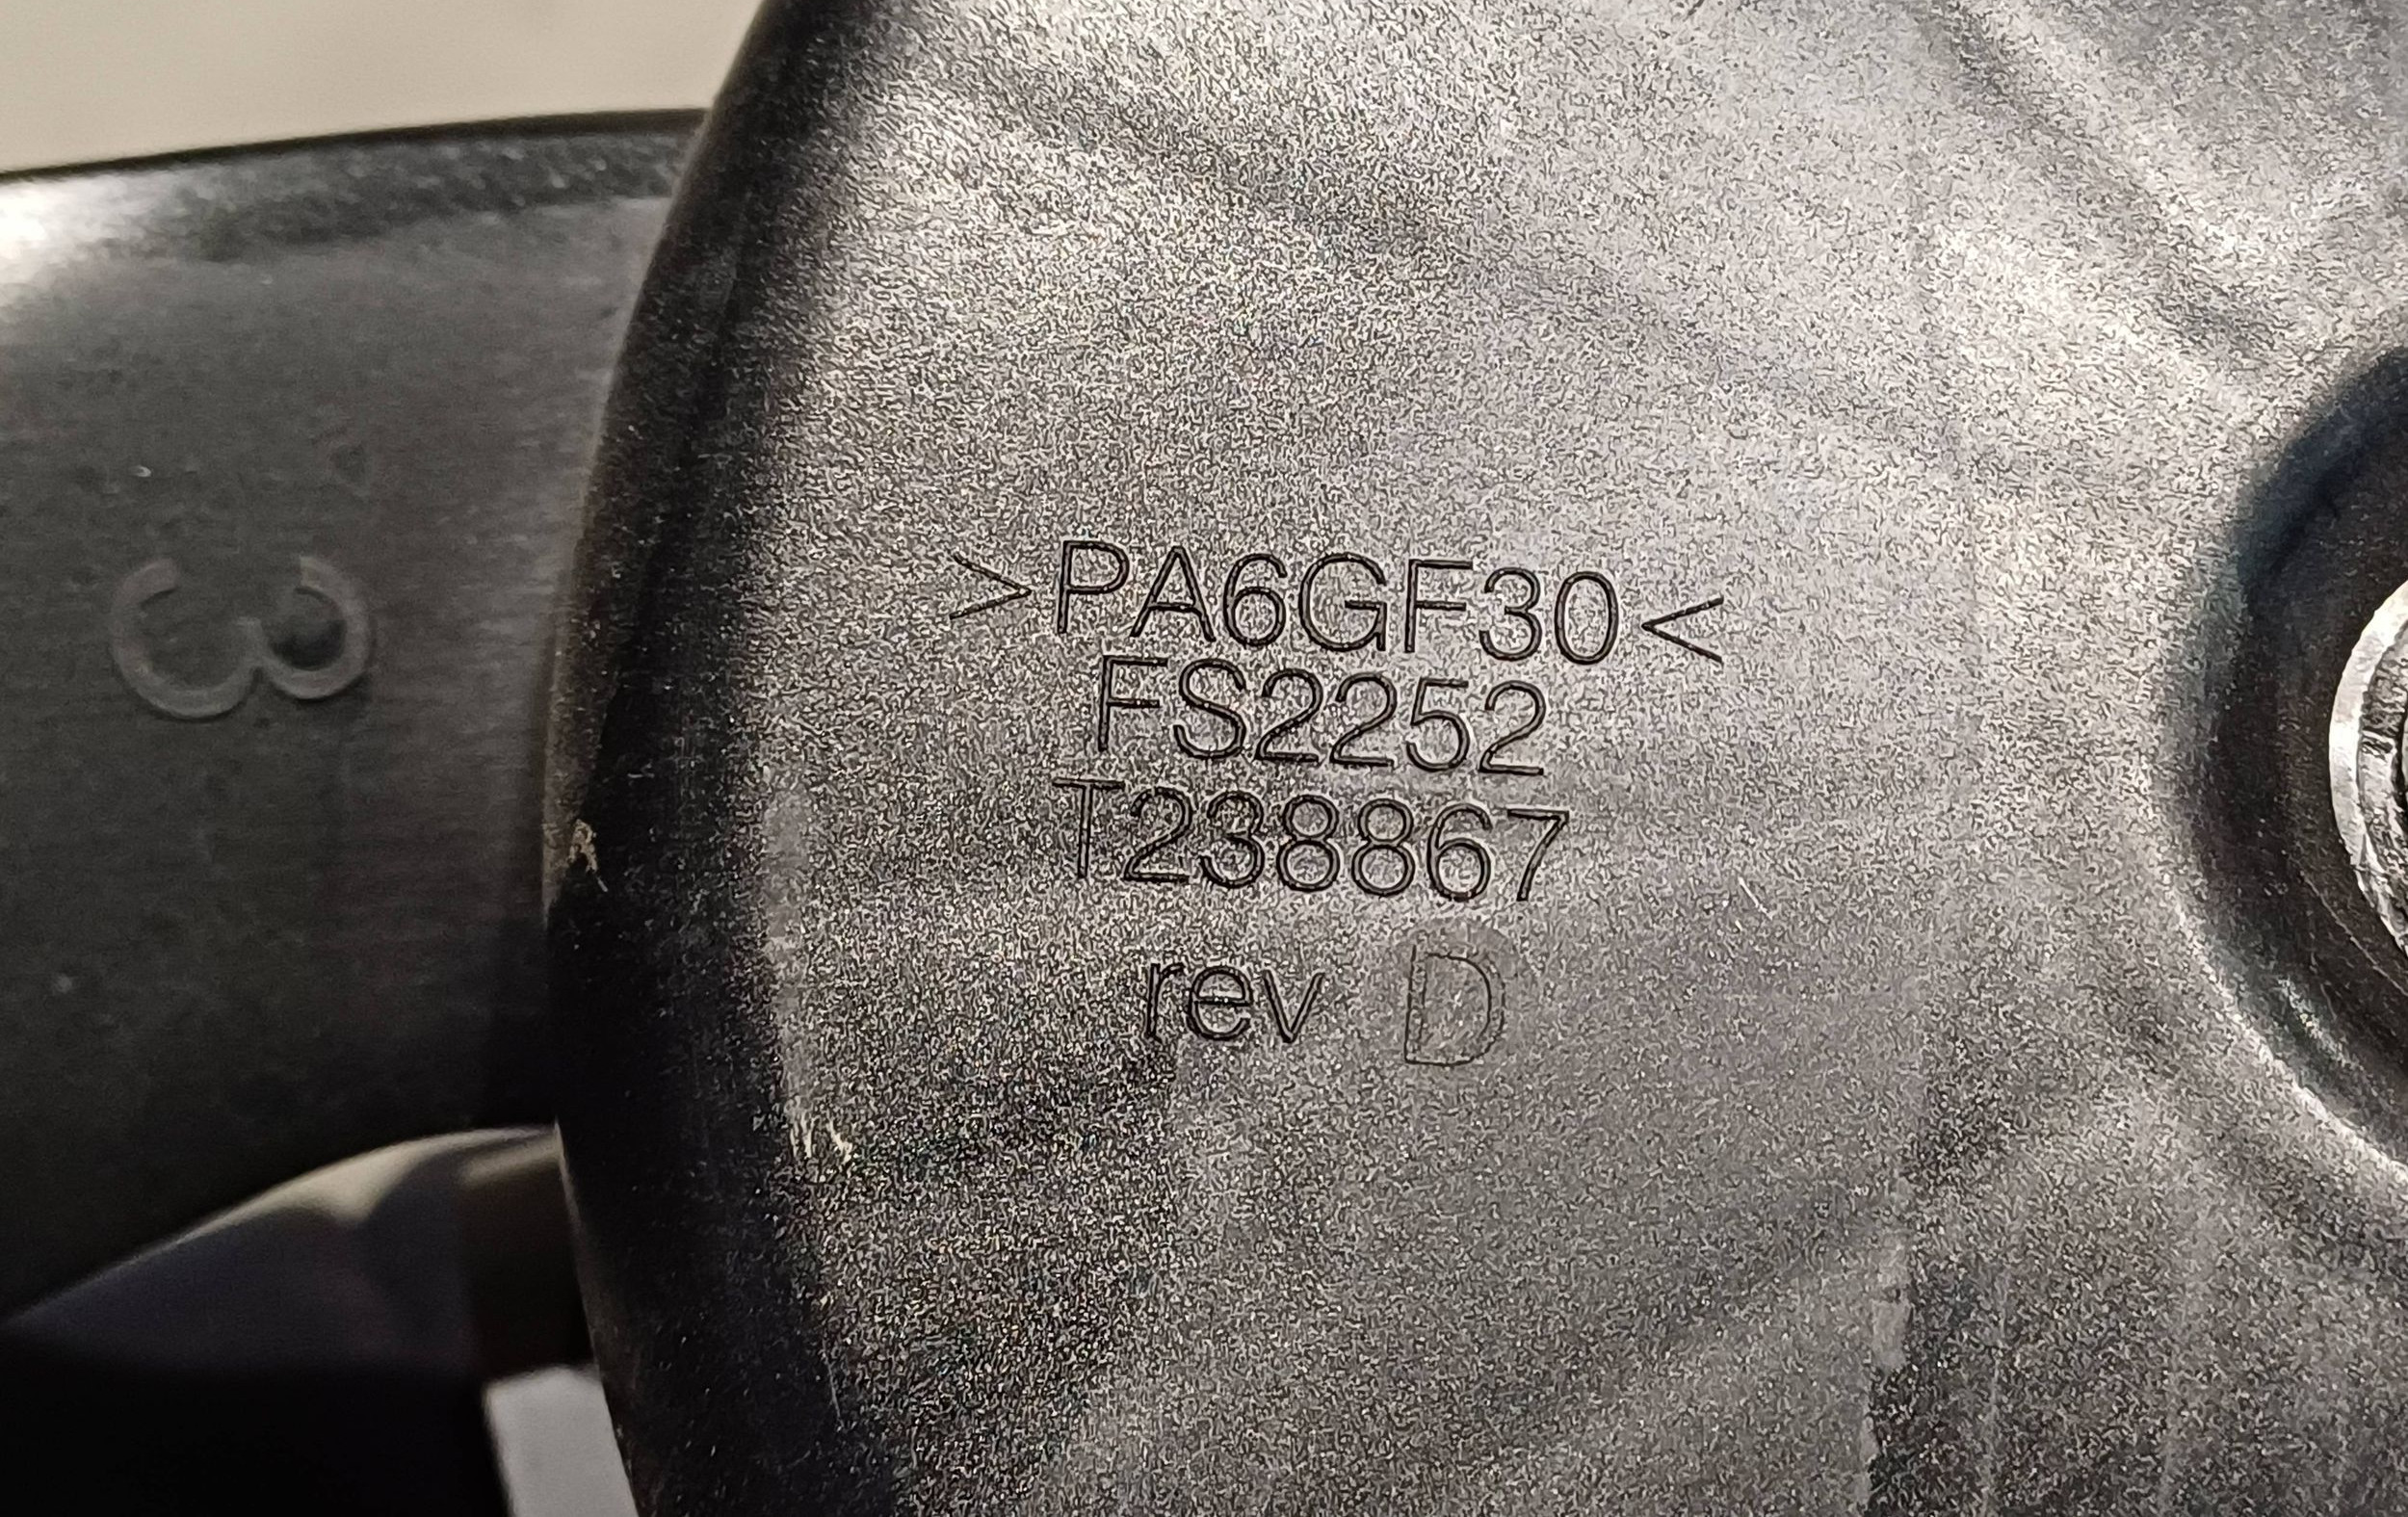 3
>PA6GF30<
FS2252
T238867
rev D